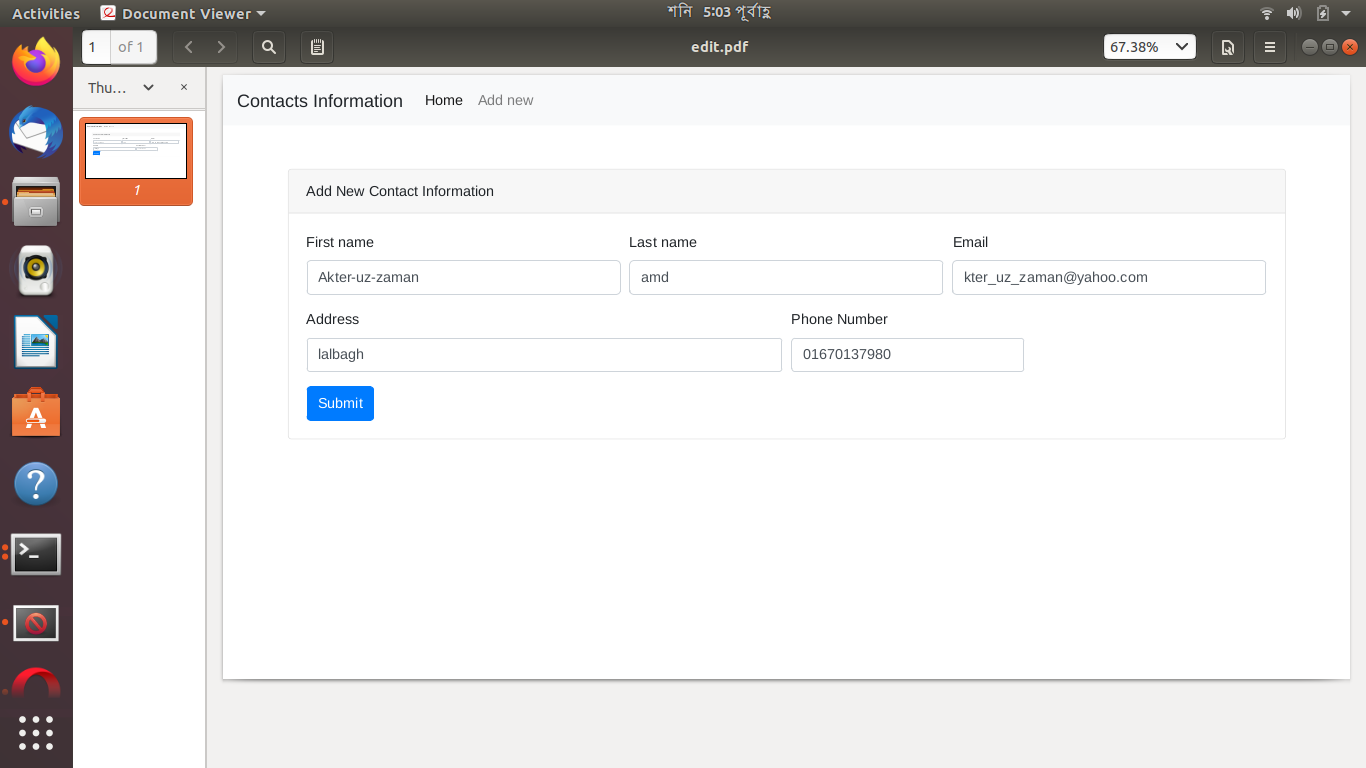 Activities Document Viewer শনি 5:03 পূর্বাহ্ণ
1 of 1 edit.pdf 67.38%
Thu... ×
Contacts Information Home Add new
1
Add New Contact Information
First name Last name Email
Akter-uz-zaman amd kter_uz_zaman@yahoo.com
Address Phone Number
lalbagh 01670137980
Submit